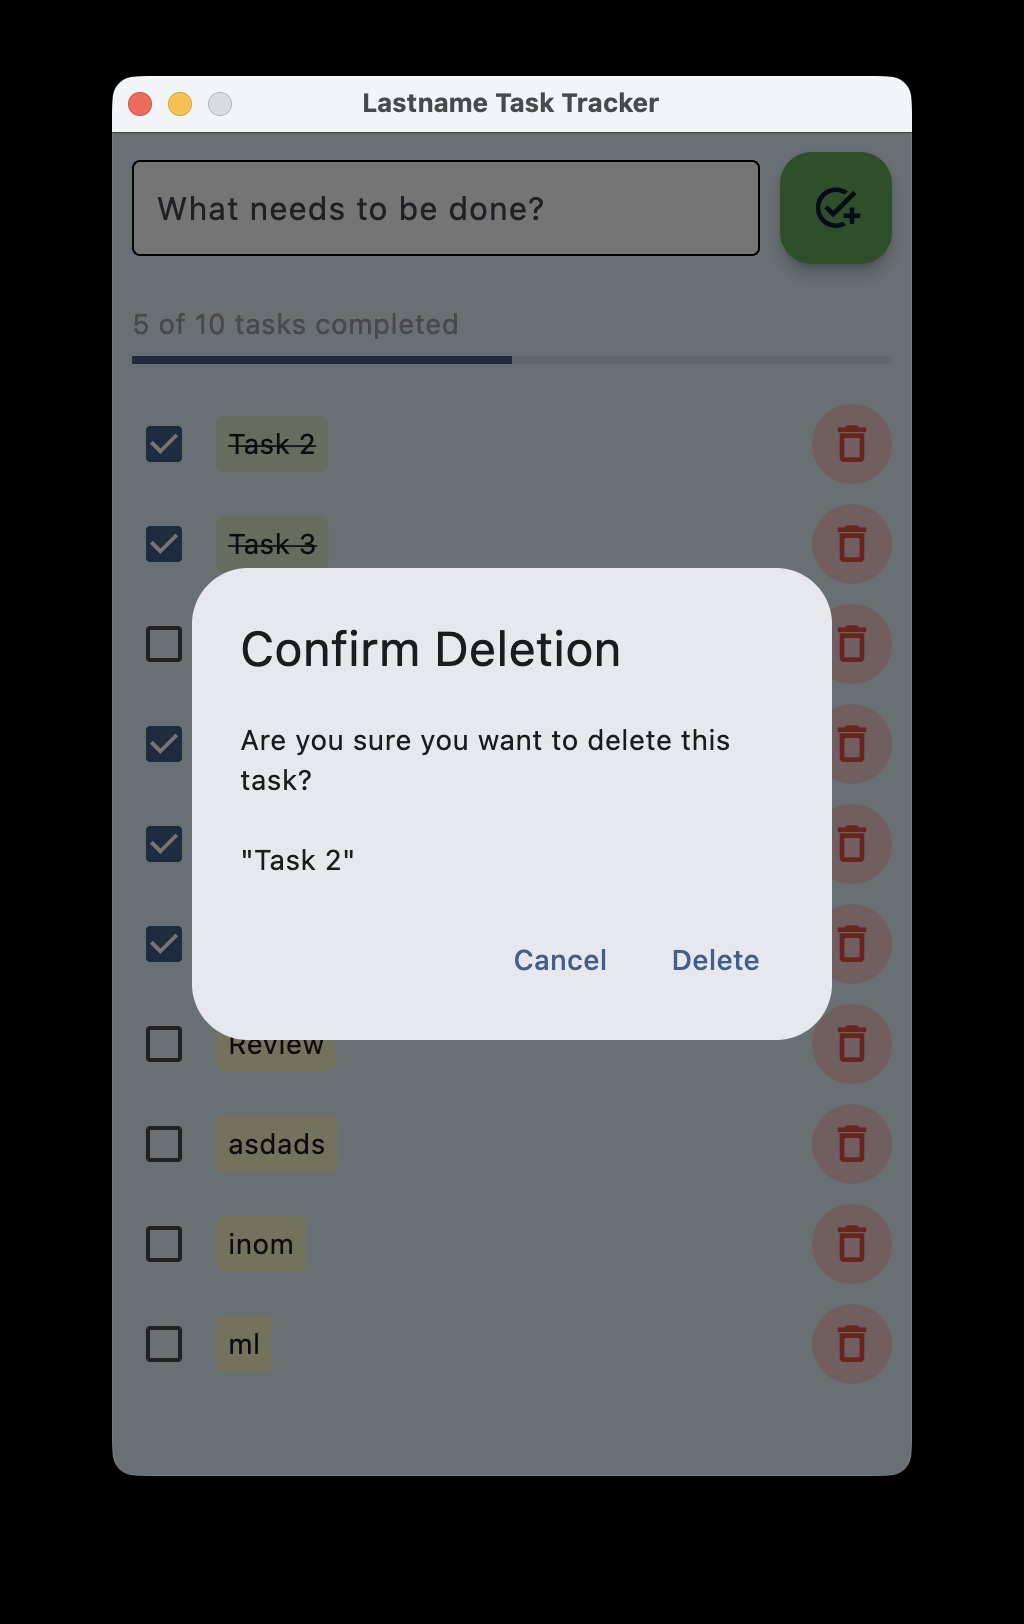 Lastname Task Tracker
What needs to be done?
5 of 10 tasks completed
Task 2
Task 3
Confirm Deletion
Are you sure you want to delete this
task?
"Task 2"
Cancel Delete
Review
asdads
inom
ml